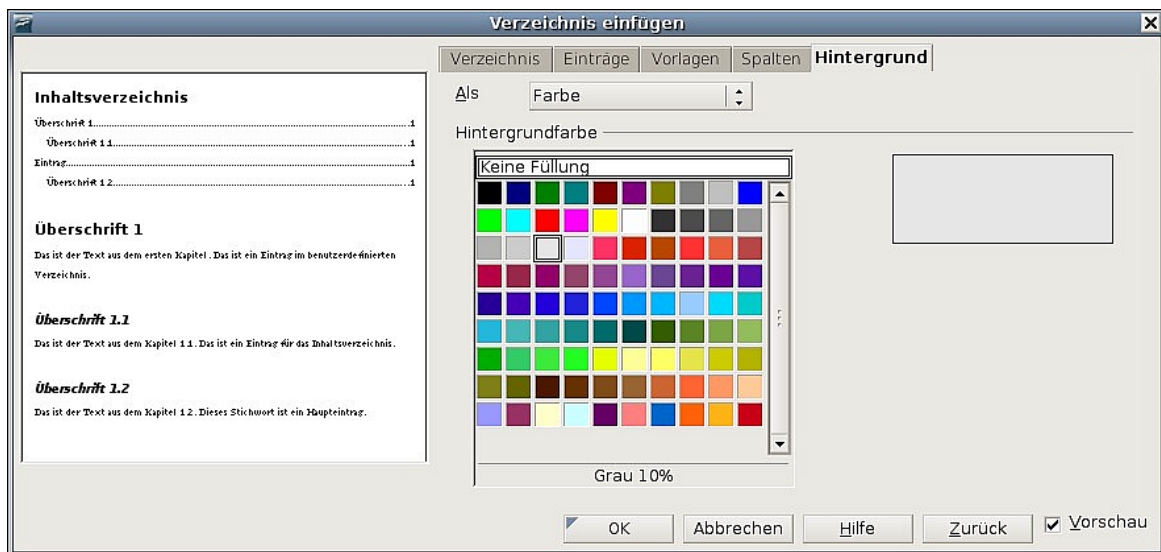 Verzeichnis einfügen
Verzeichnis Einträge Vorlagen Spalten Hintergrund
Inhaltsverzeichnis
Überschrift 1....................1
Überschrift 1.1....................1
Eintrag....................1
Überschrift 1.2....................1
Überschrift 1
Das ist der Text aus dem ersten Kapitel. Das ist ein Eintrag im benutzerdefinierten
Verzeichnis.
Überschrift 1.1
Das ist der Text aus dem Kapitel 1.1. Das ist ein Eintrag für das Inhaltsverzeichnis.
Überschrift 1.2
Das ist der Text aus dem Kapitel 1.2. Dieses Stichwort ist ein Haupteintrag.
Als Farbe
Hintergrundfarbe
Keine Füllung
Grau 10%
OK Abbrechen Hilfe Zurück Vorschau